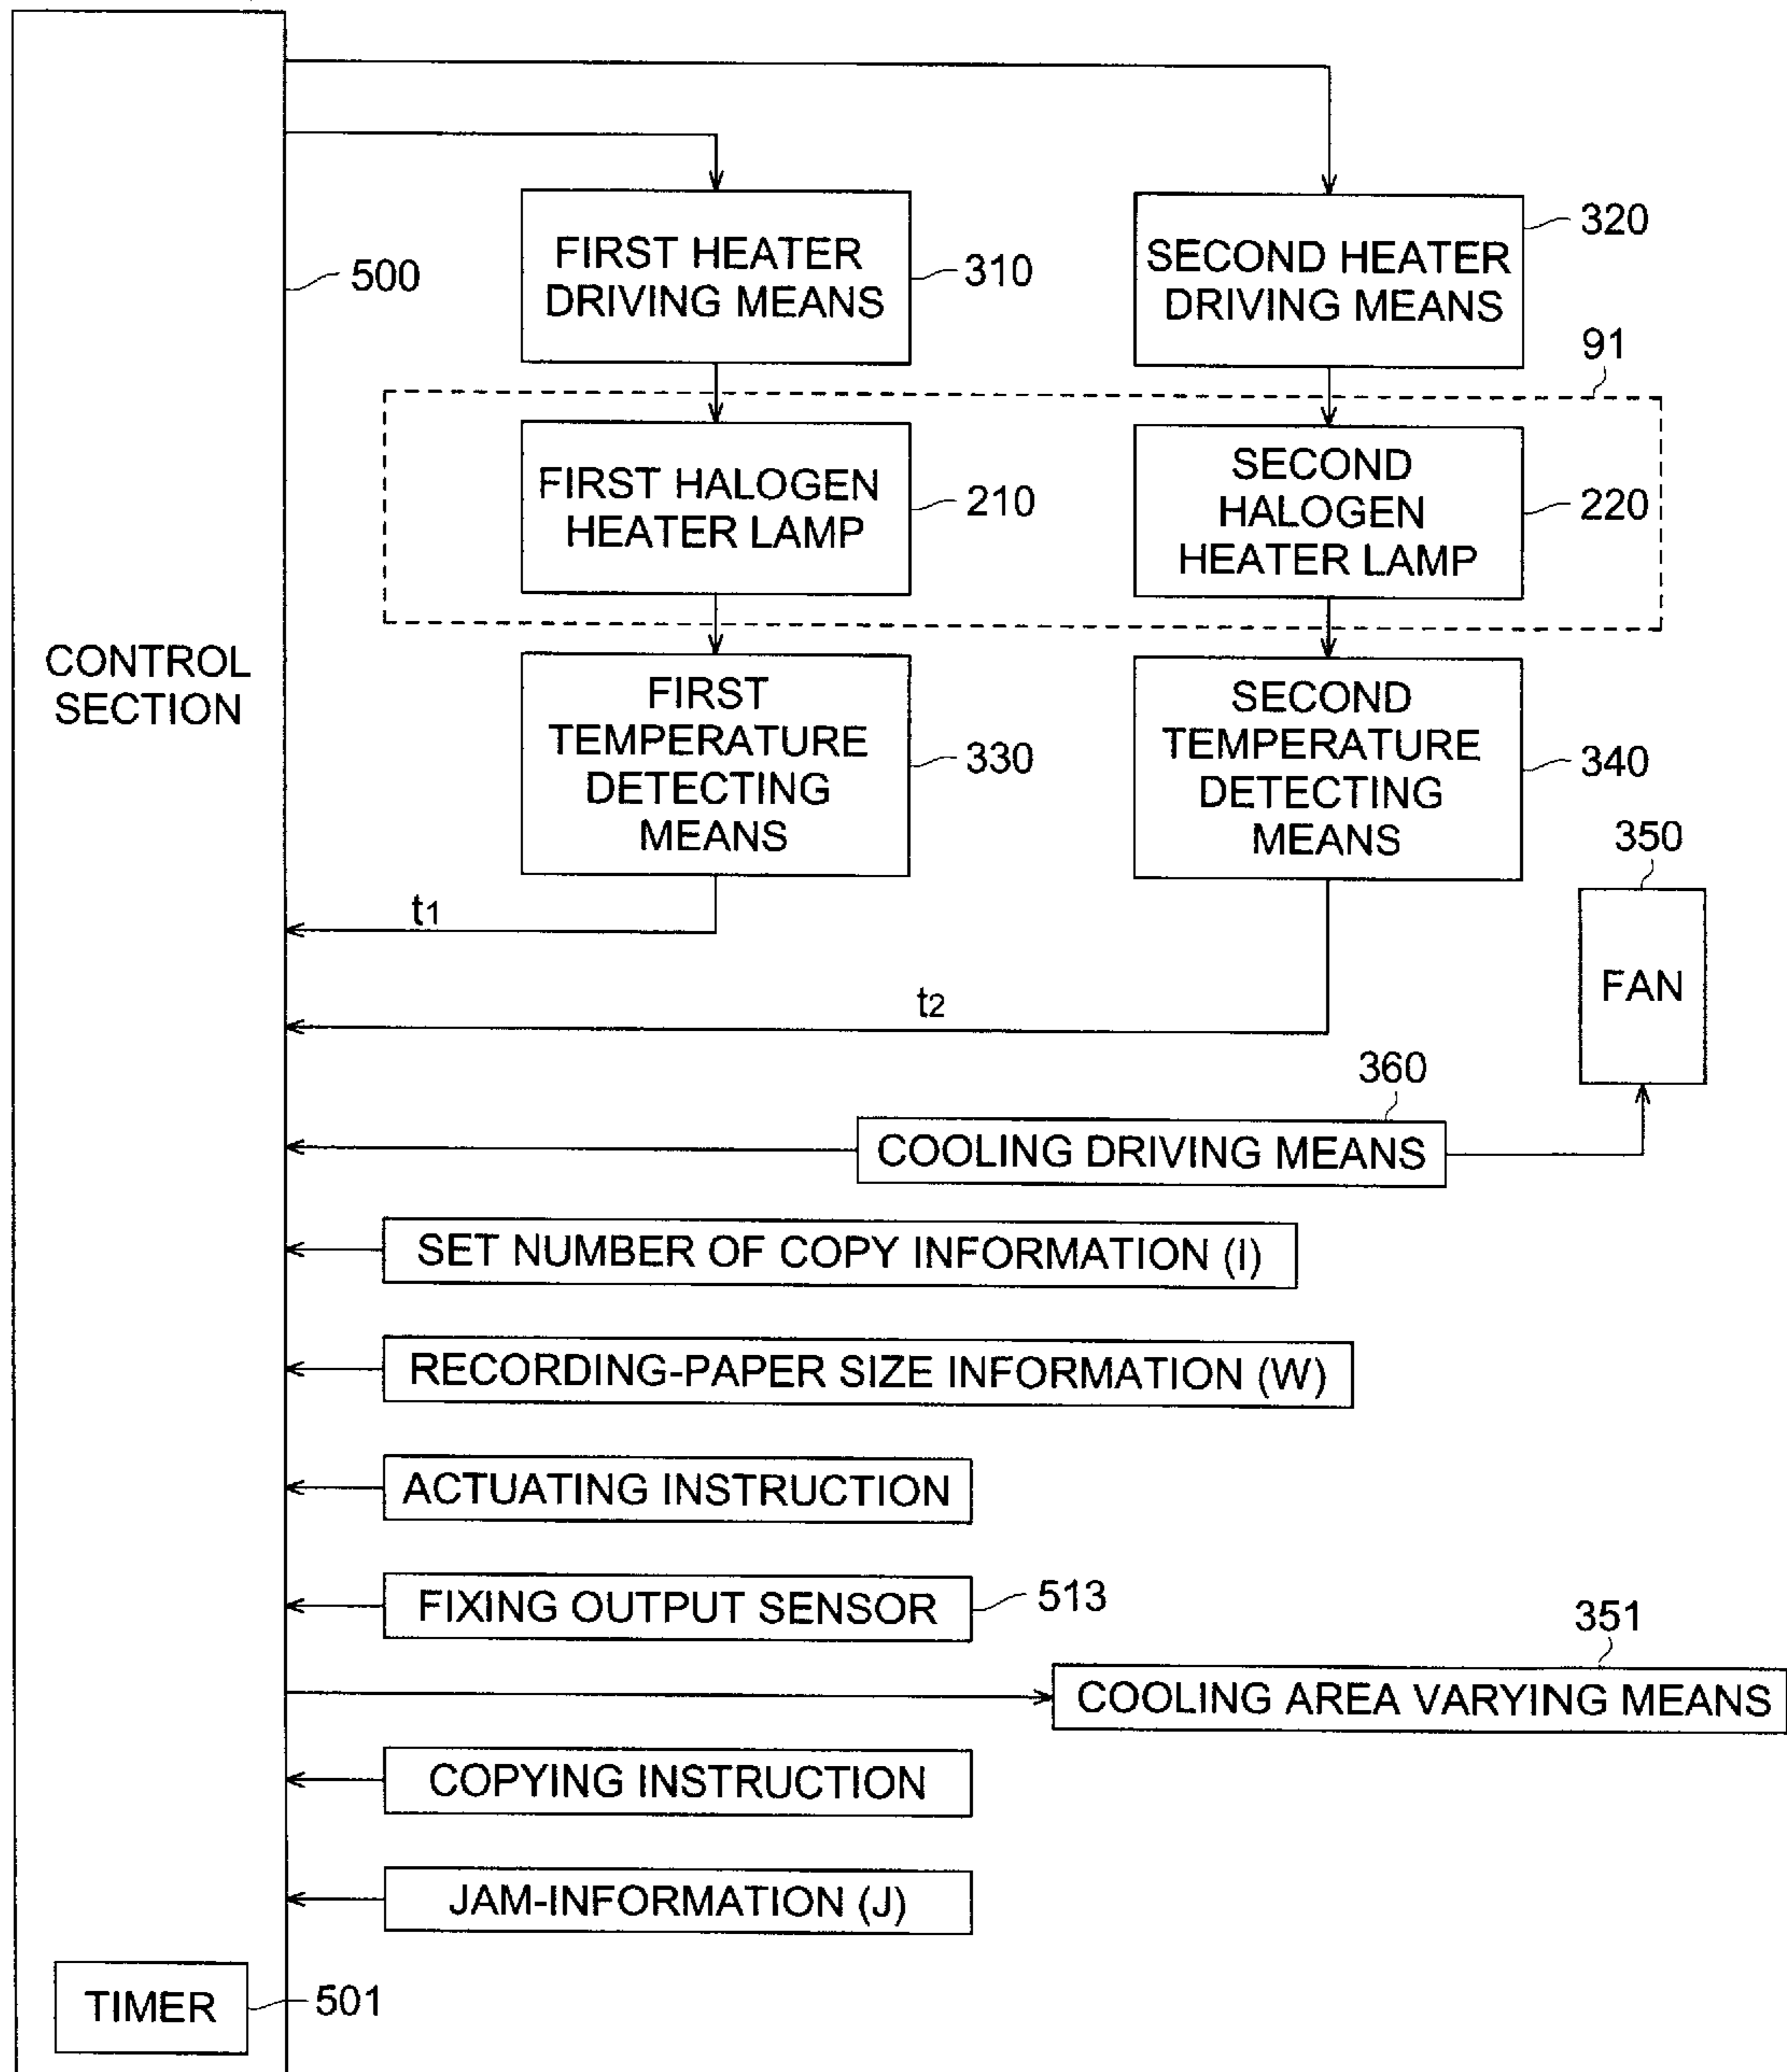 CONTROL
SECTION
500
FIRST HEATER
DRIVING MEANS
310
SECOND HEATER
DRIVING MEANS
320
91
FIRST HALOGEN
HEATER LAMP
210
SECOND
HALOGEN
HEATER LAMP
220
FIRST
TEMPERATURE
DETECTING
MEANS
330
SECOND
TEMPERATURE
DETECTING
MEANS
340
350
FAN
t1
t2
360
COOLING DRIVING MEANS
SET NUMBER OF COPY INFORMATION (I)
RECORDING-PAPER SIZE INFORMATION (W)
ACTUATING INSTRUCTION
FIXING OUTPUT SENSOR
513
351
COOLING AREA VARYING MEANS
COPYING INSTRUCTION
JAM-INFORMATION (J)
TIMER
501